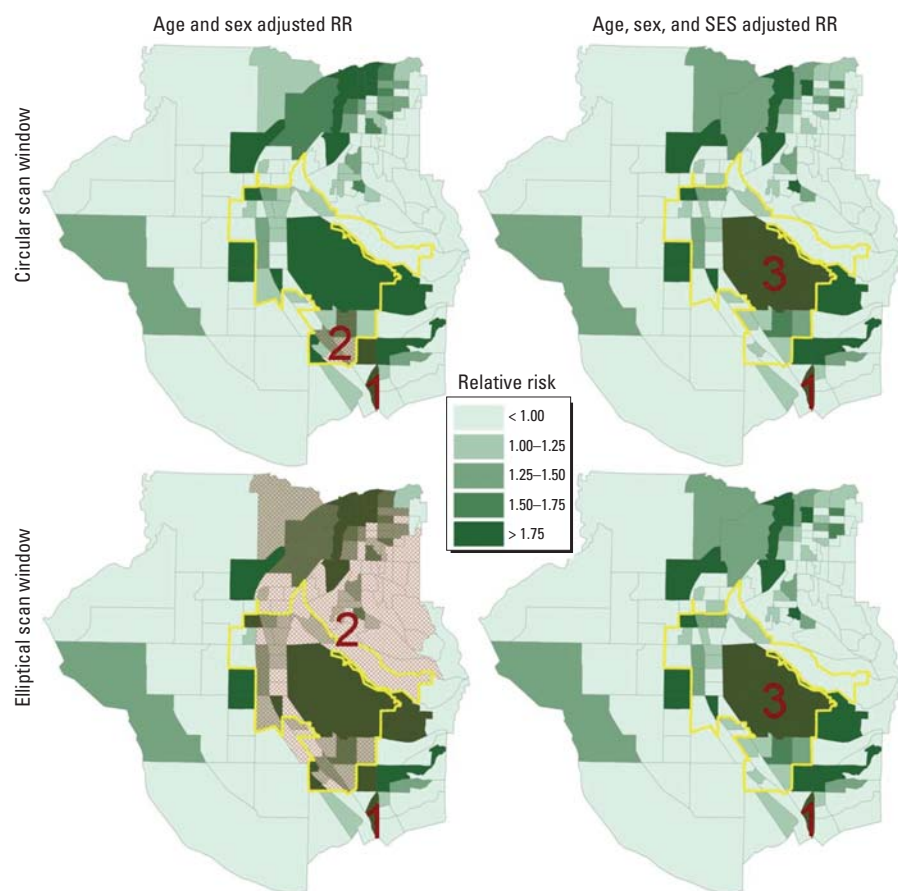 Age and sex adjusted RR
Age, sex, and SES adjusted RR
Circular scan window
2
1
3
1
Relative risk
< 1.00
1.00–1.25
1.25–1.50
1.50–1.75
> 1.75
Elliptical scan window
2
1
3
1